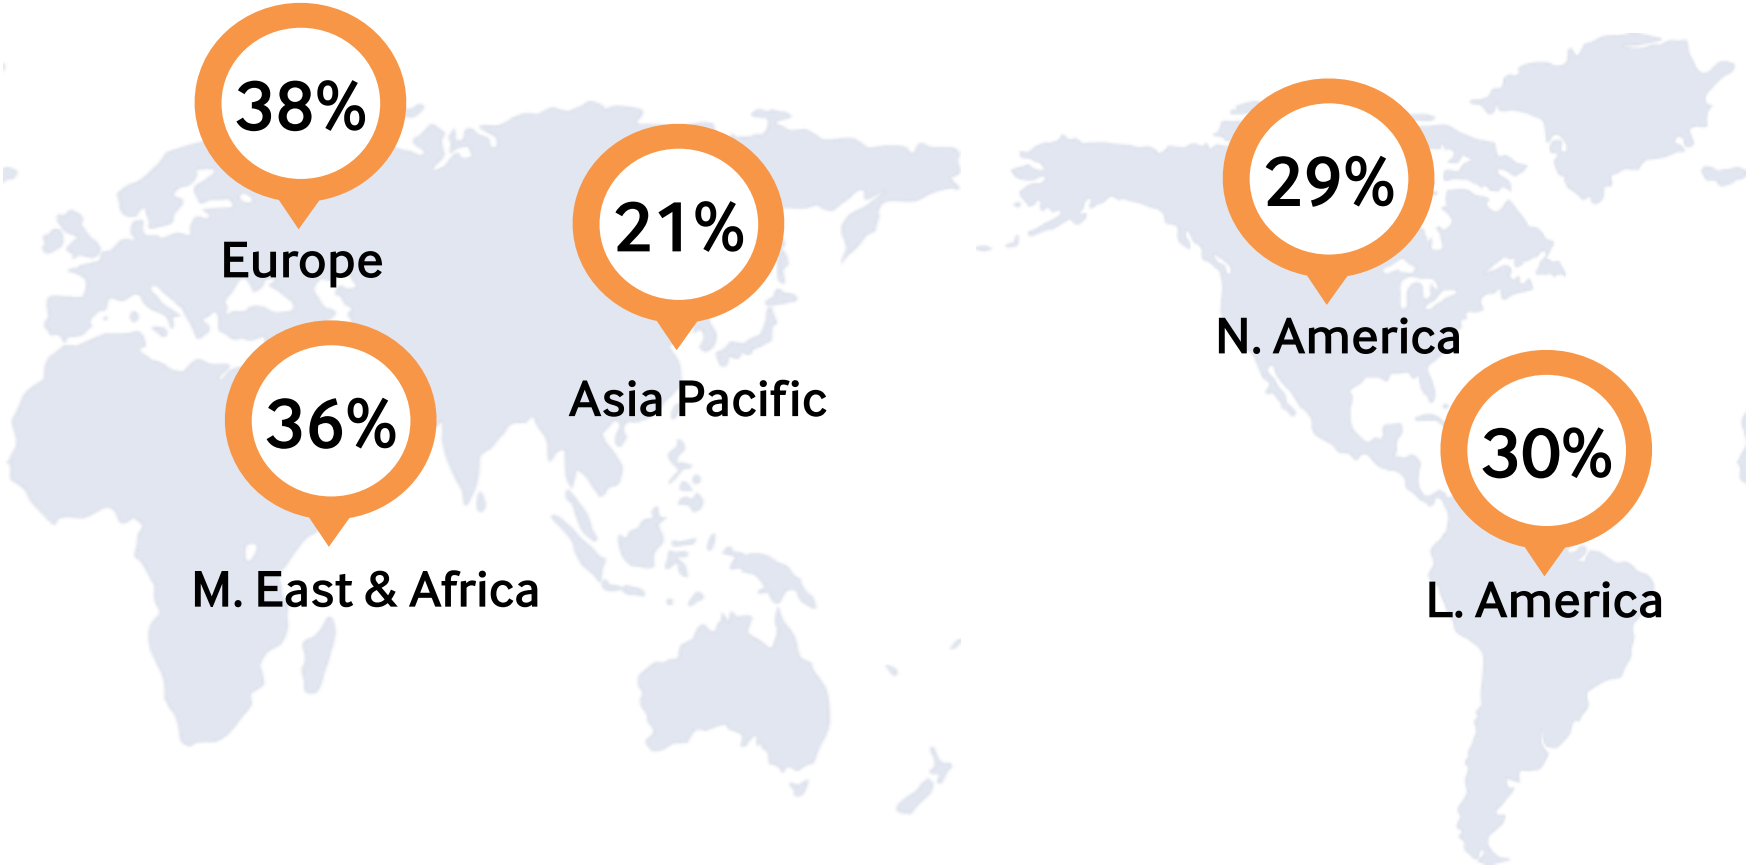 38%
Europe
21%
Asia Pacific
36%
M. East & Africa
29%
N. America
30%
L. America